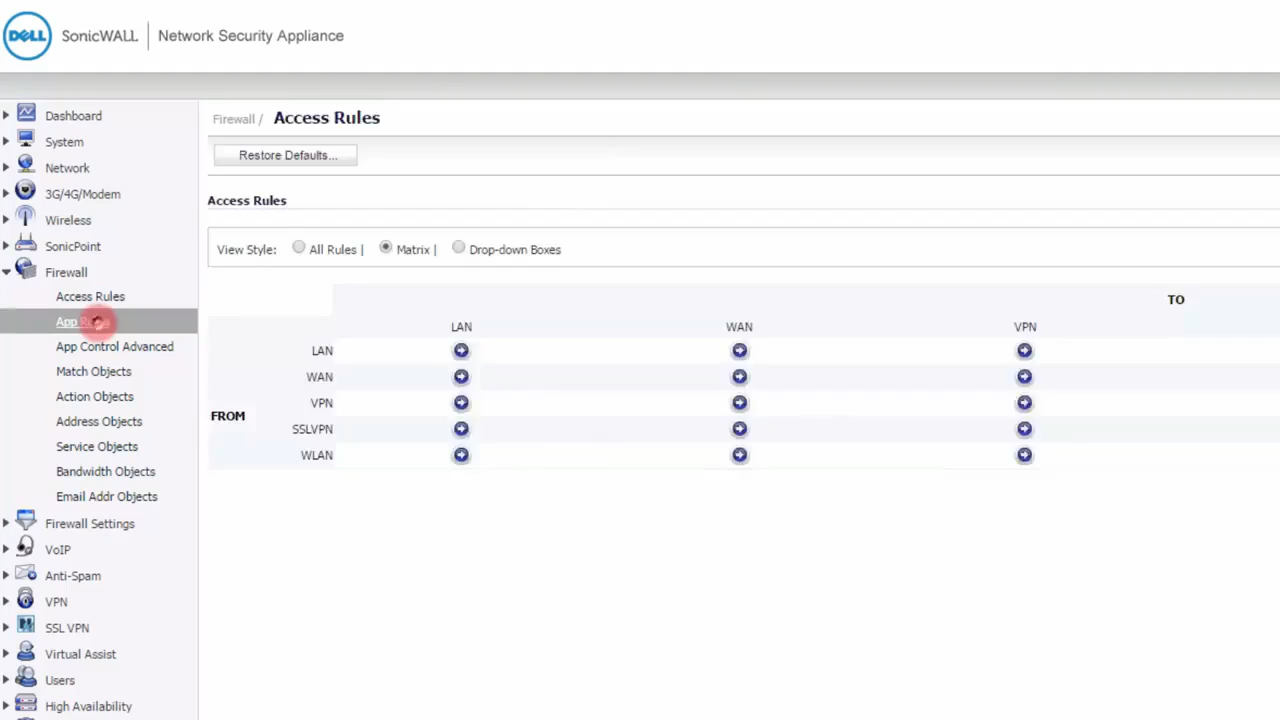 DELL SonicWALL | Network Security Appliance
Dashboard
System
Network
3G/4G/Modem
Wireless
SonicPoint
Firewall
Access Rules
App
App Control Advanced
Match Objects
Action Objects
Address Objects
Service Objects
Bandwidth Objects
Email Addr Objects
Firewall Settings
VoIP
Anti-Spam
VPN
SSL VPN
Virtual Assist
Users
High Availability
Firewall / Access Rules
Restore Defaults...
Access Rules
View Style: All Rules | Matrix | Drop-down Boxes
TO
LAN WAN VPN
LAN
WAN
VPN
FROM
SSLVPN
WLAN